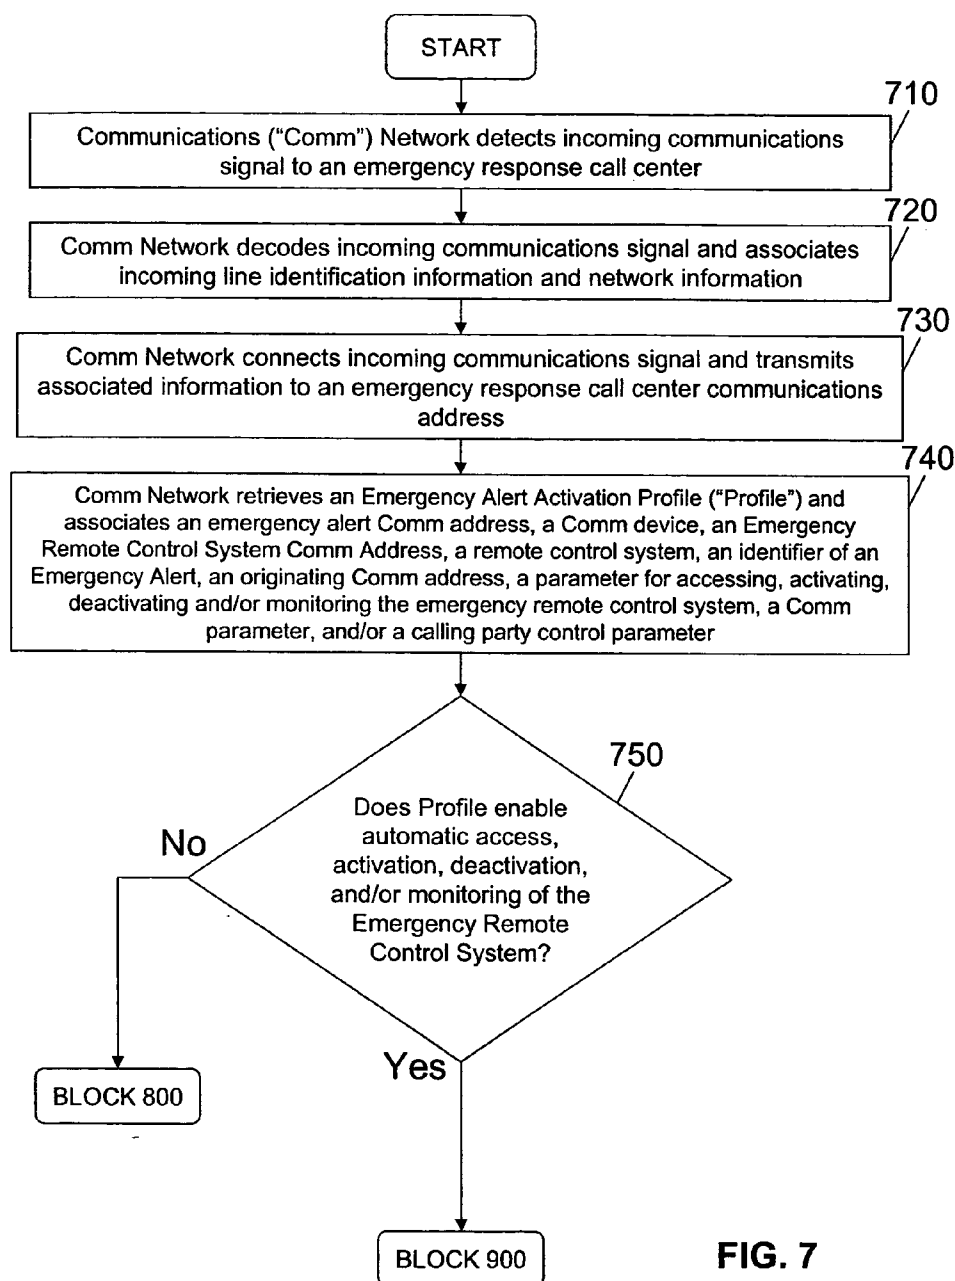 START
710
Communications ("Comm") Network detects incoming communications
signal to an emergency response call center
720
Comm Network decodes incoming communications signal and associates
incoming line identification information and network information
730
Comm Network connects incoming communications signal and transmits
associated information to an emergency response call center communications
address
740
Comm Network retrieves an Emergency Alert Activation Profile ("Profile") and
associates an emergency alert Comm address, a Comm device, an Emergency
Remote Control System Comm Address, a remote control system, an identifier of an
Emergency Alert, an originating Comm address, a parameter for accessing, activating,
deactivating and/or monitoring the emergency remote control system, a Comm
parameter, and/or a calling party control parameter
750
Does Profile enable
automatic access,
activation, deactivation,
and/or monitoring of the
Emergency Remote
Control System?
No
Yes
BLOCK 800
BLOCK 900
FIG. 7